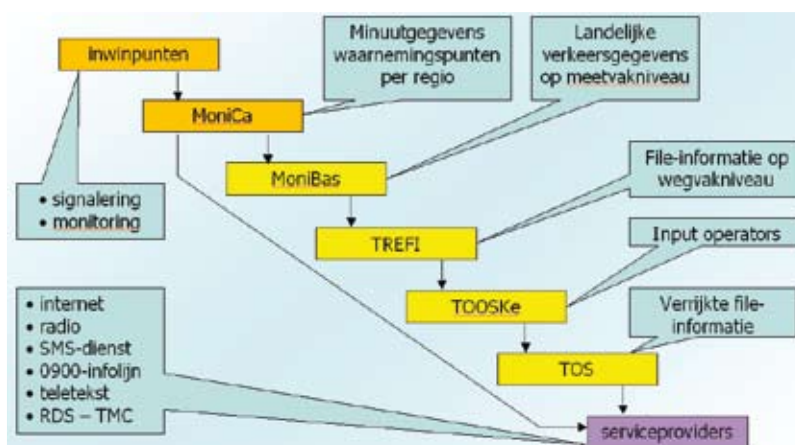 inwinpunten
Minuutgegevens
waarnemingspunten
per regio
Landelijke
verkeersgegevens
op meetvakniveau
MoniCa
• signalering
• monitoring
MoniBas
File-informatie op
wegvakniveau
TREFI
Input operators
TOOSKe
Verrijkte file-
informatie
TOS
• internet
• radio
• SMS-dienst
• 0900-infolijn
• teletekst
• RDS – TMC
serviceproviders